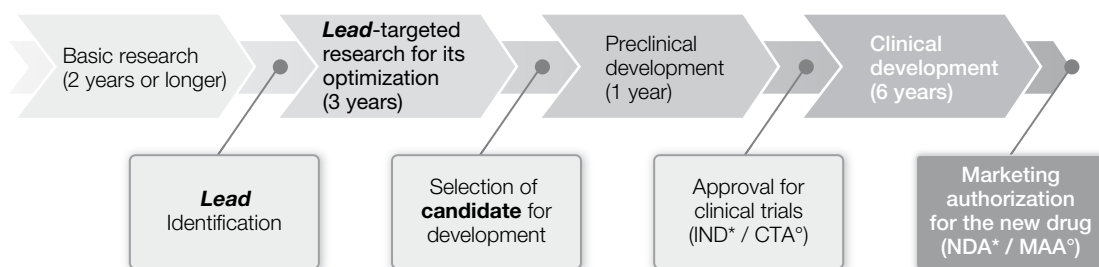 Basic research
(2 years or longer)
Lead-targeted
research for its
optimization
(3 years)
Preclinical
development
(1 year)
Clinical
development
(6 years)
Lead
Identification
Selection of
candidate for
development
Approval for
clinical trials
(IND* / CTA°)
Marketing
authorization
for the new drug
(NDA* / MAA°)